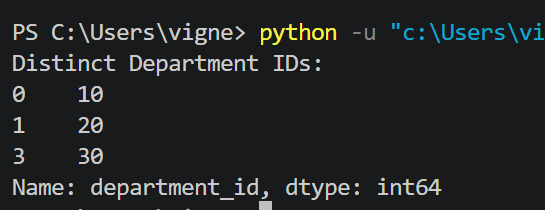 PS C:\Users\vigne> python -u "c:\Users\vi
Distinct Department IDs:
0    10
1    20
3    30
Name: department_id, dtype: int64